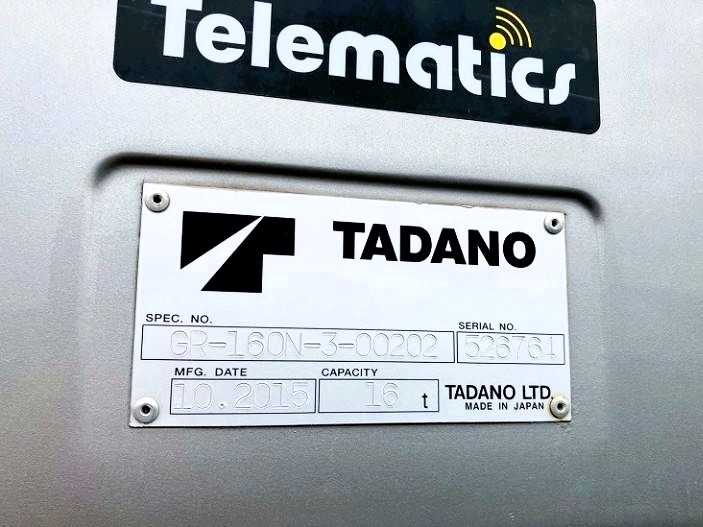 Telematics
TADANO
SPEC. NO.
GR-160N-3-00202
SERIAL NO.
526764
MFG. DATE
10.2015
CAPACITY
16 t
TADANO LTD.
MADE IN JAPAN